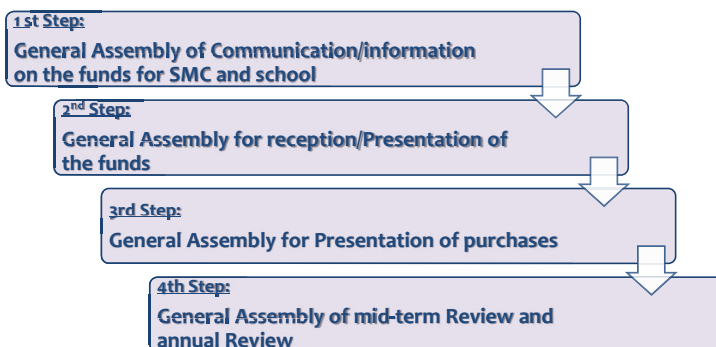 1 st Step:
General Assembly of Communication/information
on the funds for SMC and school
2nd Step:
General Assembly for reception/Presentation of
the funds
3rd Step:
General Assembly for Presentation of purchases
4th Step:
General Assembly of mid-term Review and
annual Review